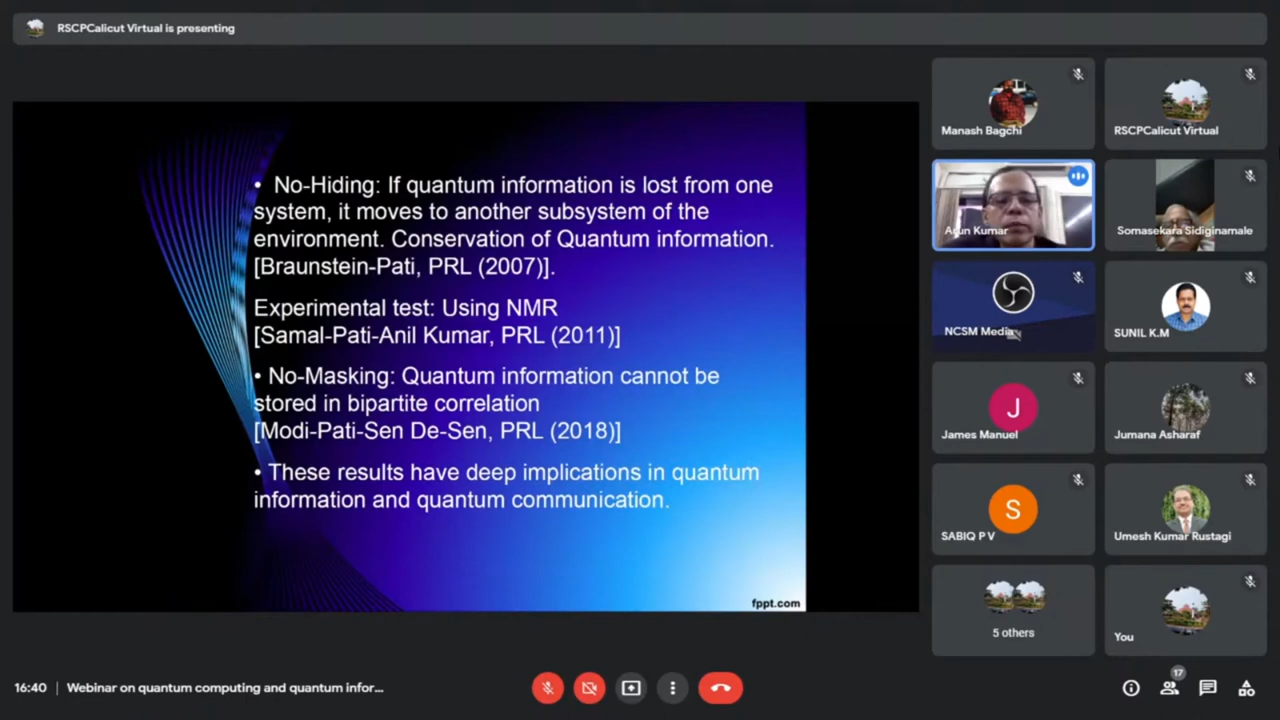 RSCPCalicut Virtual is presenting
• No-Hiding: If quantum information is lost from one
system, it moves to another subsystem of the
environment. Conservation of Quantum information.
[Braunstein-Pati, PRL (2007)].
Experimental test: Using NMR
[Samal-Pati-Anil Kumar, PRL (2011)]
• No-Masking: Quantum information cannot be
stored in bipartite correlation
[Modi-Pati-Sen De-Sen, PRL (2018)]
• These results have deep implications in quantum
information and quantum communication.
fppt.com
Manash Bagchi
RSCPCalicut Virtual
Arun Kumar
Somasekara Sidiginamale
NCSM Media
SUNIL K.M
James Manuel
J
Jumana Asharaf
SABIQ P V
S
Umesh Kumar Rustagi
5 others
You
16:40 | Webinar on quantum computing and quantum infor...
17